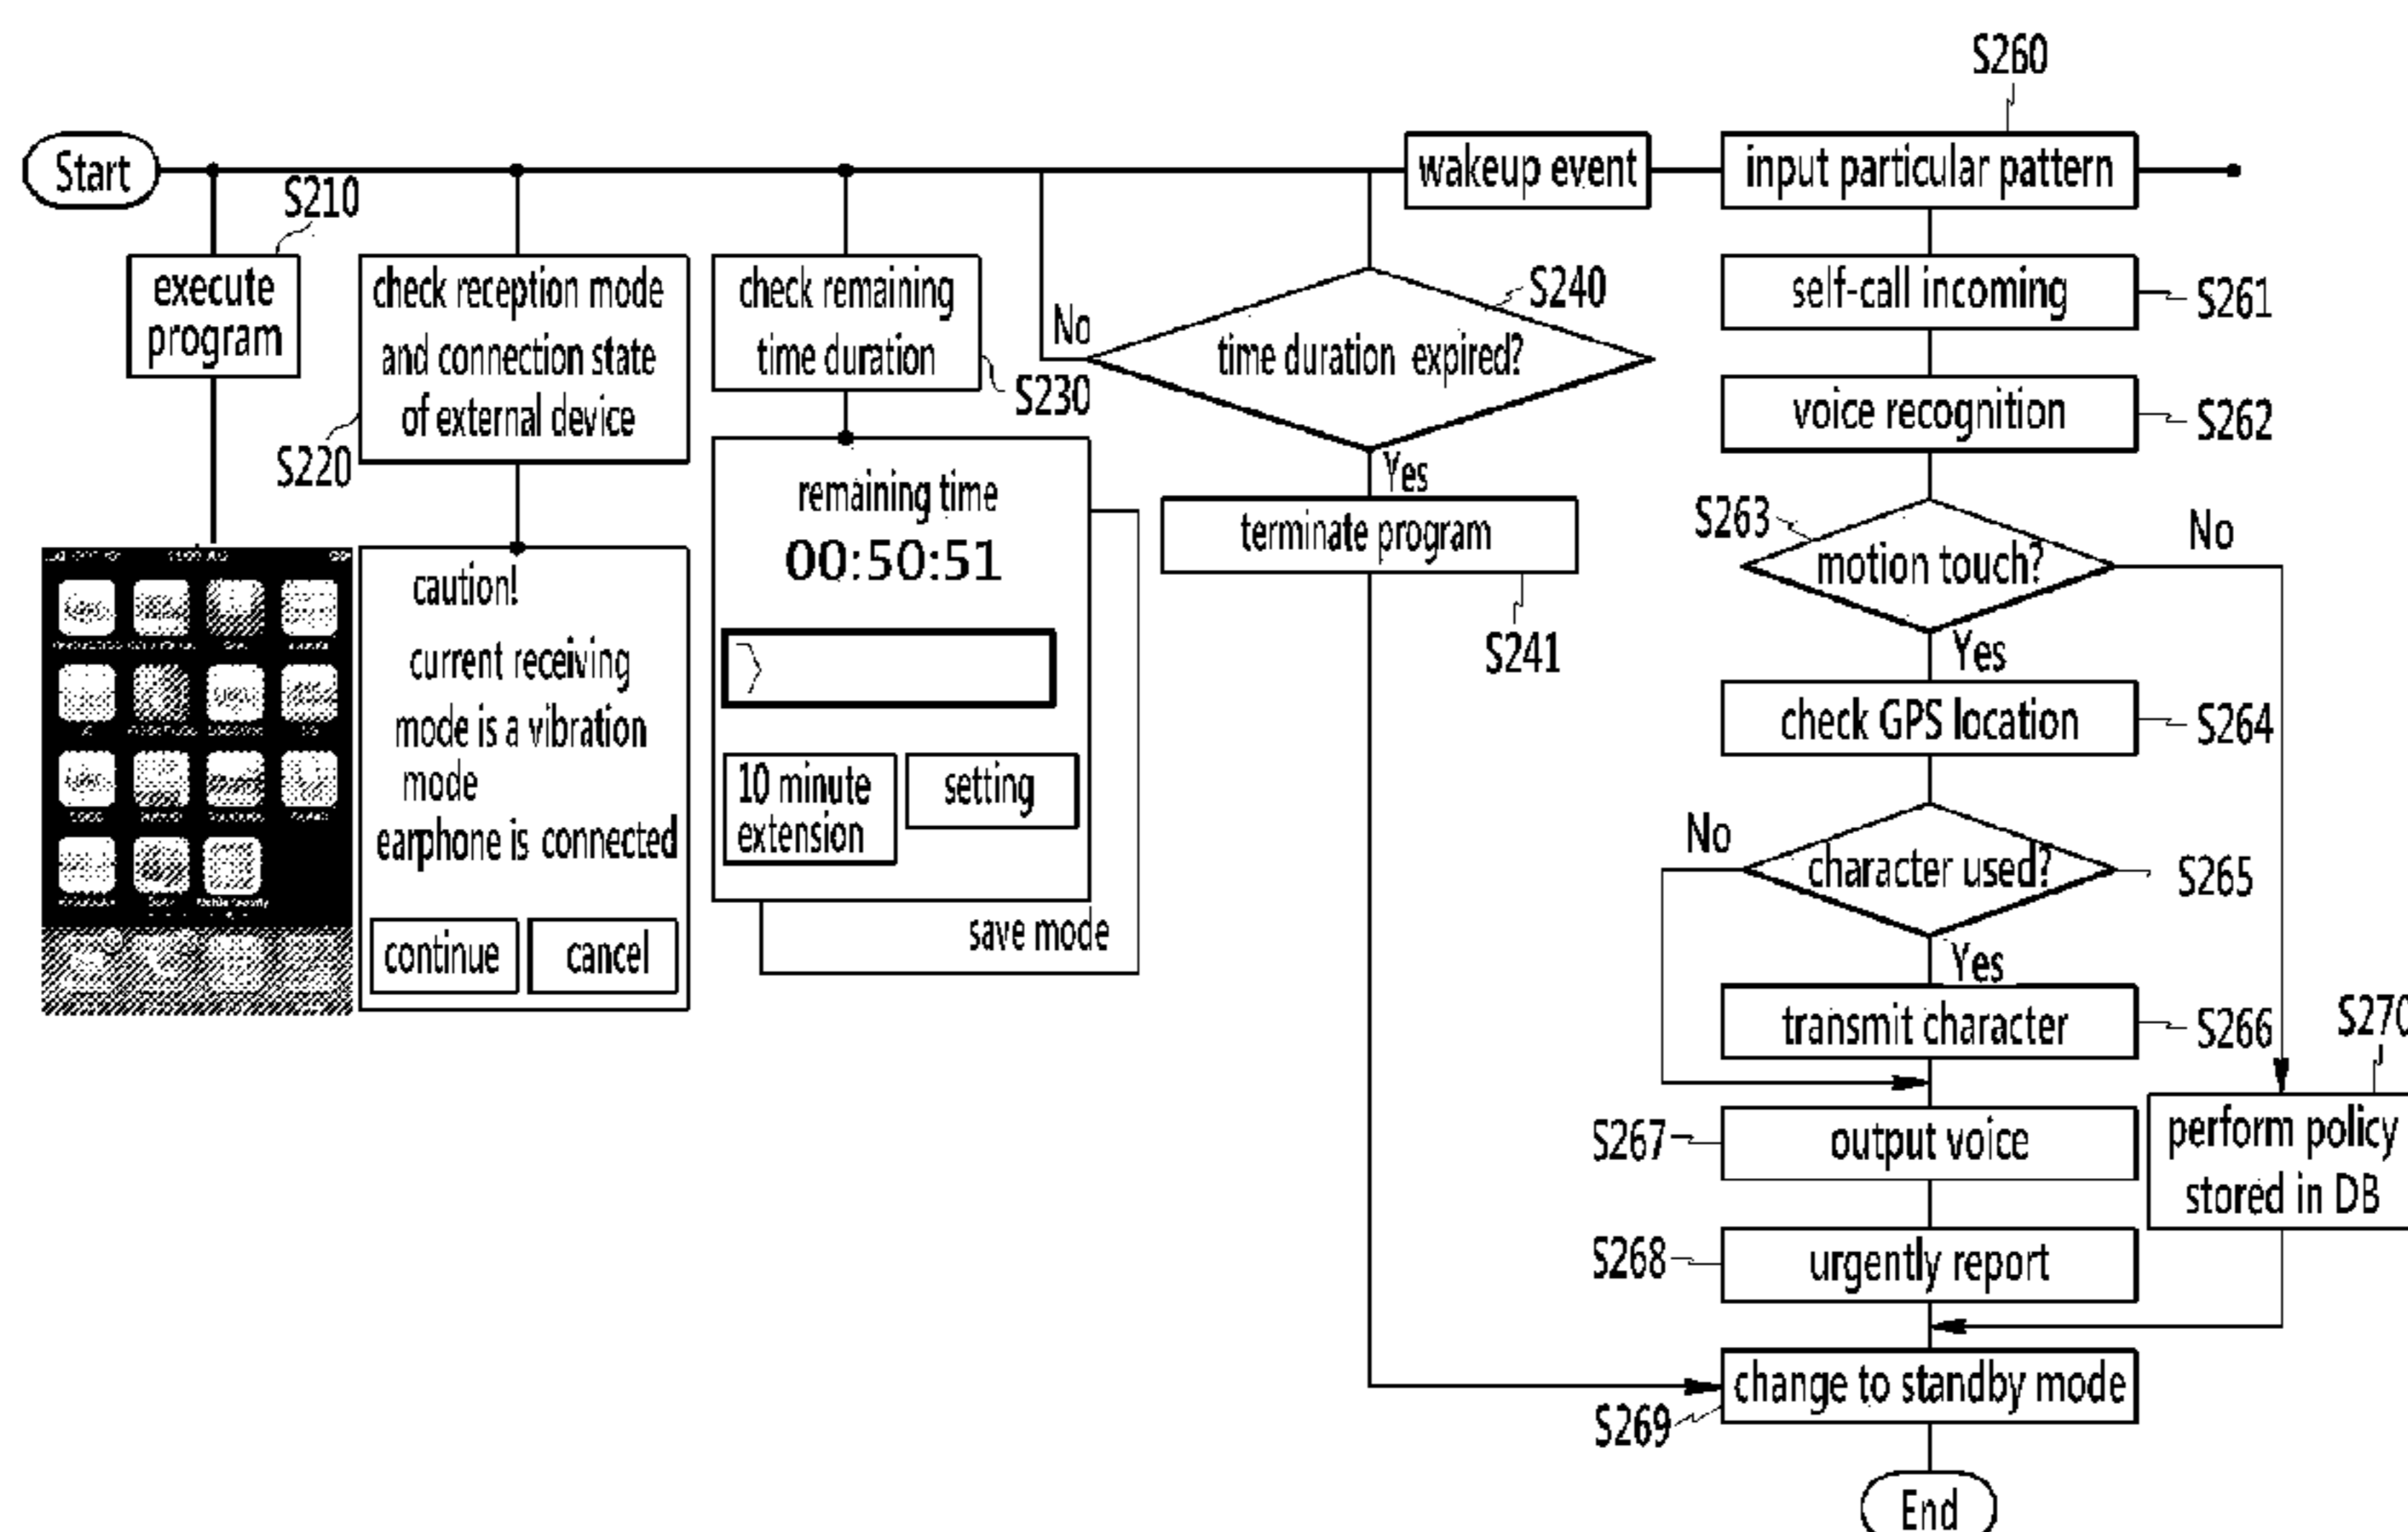 S260
Start
wakeup event
input particular pattern
S210
execute
program
check reception mode
and connection state
of external device
S220
check remaining
time duration
S230
No
time duration expired?
S240
Yes
terminate program
S241
self-call incoming
S261
voice recognition
S262
S263
motion touch?
No
Yes
check GPS location
S264
No
character used?
S265
Yes
transmit character
S266
S270
perform policy
stored in DB
S267
output voice
S268
urgently report
change to standby mode
S269
End
caution!
current receiving
mode is a vibration
mode
earphone is connected
continue
cancel
remaining time
00:50:51
10 minute
extension
setting
save mode